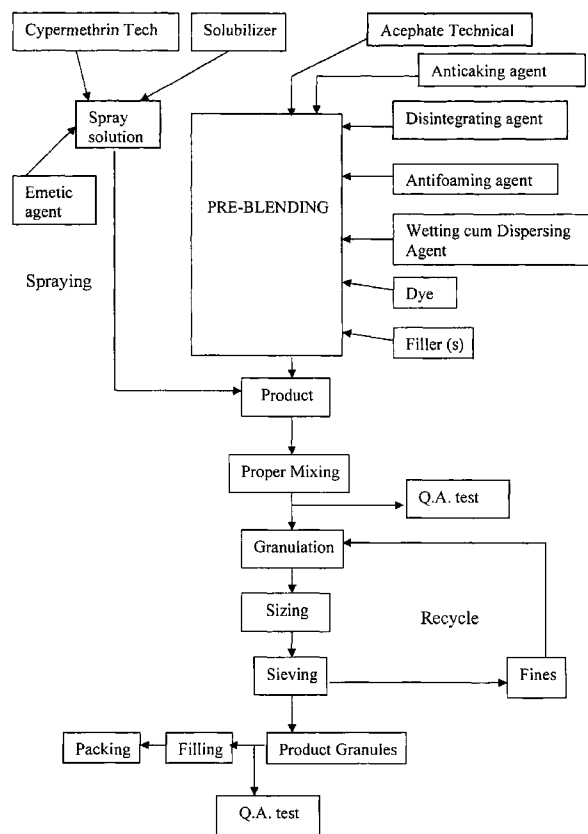 Cypermethrin Tech
Solubilizer
Acephate Technical
Anticaking agent
Spray
solution
Disintegrating agent
Emetic
agent
Antifoaming agent
PRE-BLENDING
Wetting cum Dispersing
Agent
Spraying
Dye
Filler (s)
Product
Proper Mixing
Q.A. test
Granulation
Sizing
Recycle
Sieving
Fines
Packing
Filling
Product Granules
Q.A. test